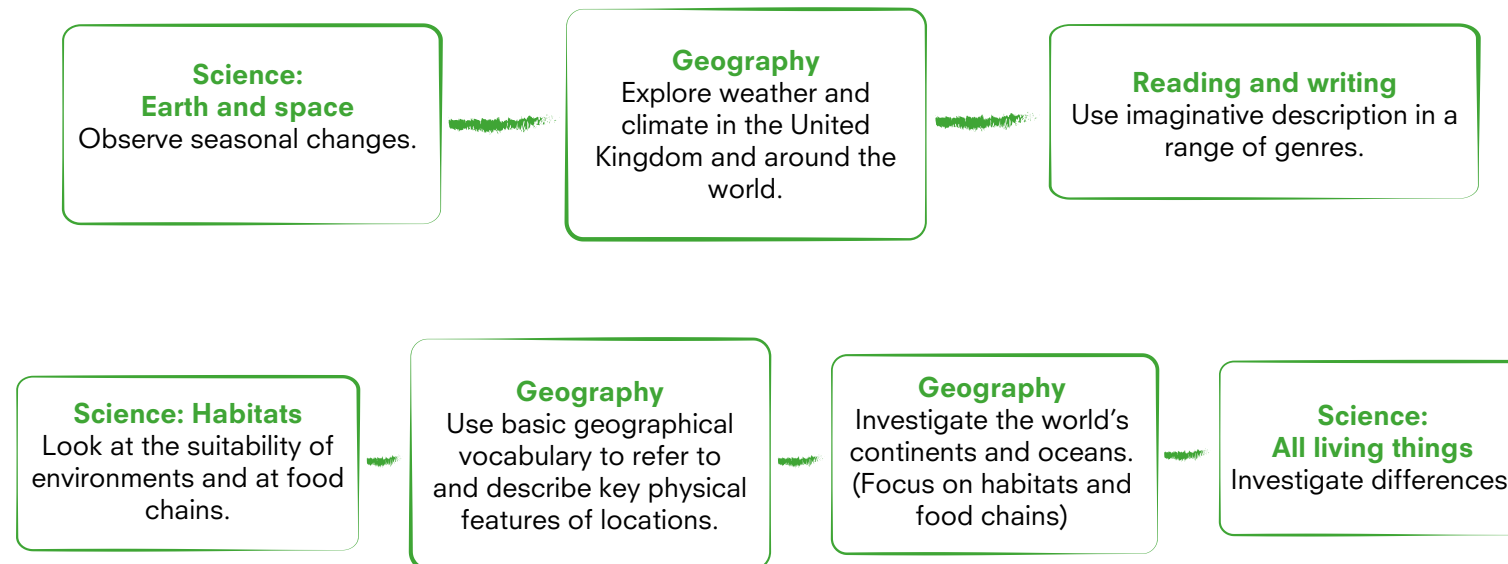 Science:
Earth and space
Observe seasonal changes.
Geography
Explore weather and
climate in the United
Kingdom and around the
world.
Reading and writing
Use imaginative description in a
range of genres.
Science: Habitats
Look at the suitability of
environments and at food
chains.
Geography
Use basic geographical
vocabulary to refer to
and describe key physical
features of locations.
Geography
Investigate the world’s
continents and oceans.
(Focus on habitats and
food chains)
Science:
All living things
Investigate differences